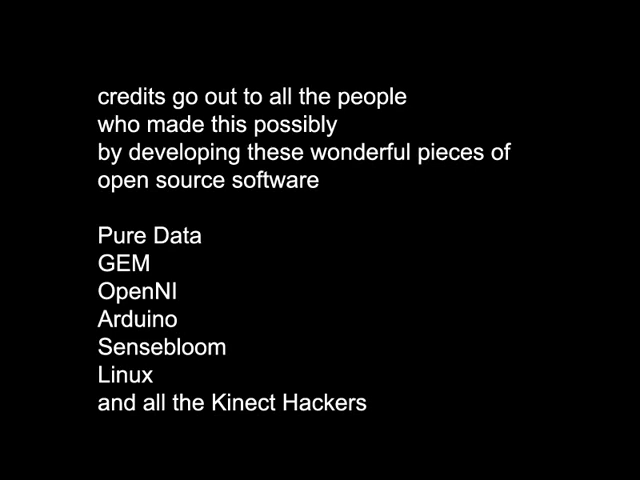 credits go out to all the people
who made this possibly
by developing these wonderful pieces of
open source software
Pure Data
GEM
OpenNI
Arduino
Sensebloom
Linux
and all the Kinect Hackers